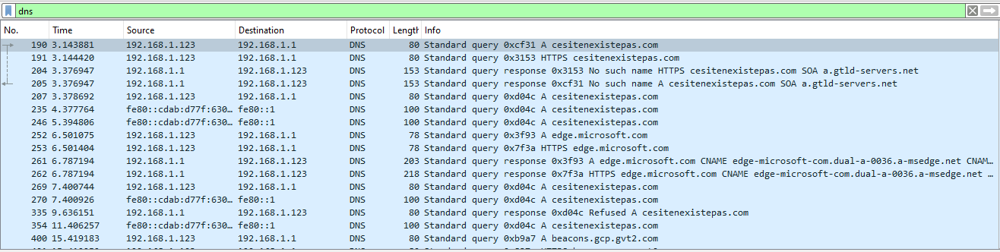 dns
No. Time Source Destination Protocol Length Info
190 3.143881 192.168.1.123 192.168.1.1 DNS 80 Standard query 0xcf31 A cesitenexistepas.com
191 3.144420 192.168.1.123 192.168.1.1 DNS 80 Standard query 0x3153 HTTPS cesitenexistepas.com
204 3.376947 192.168.1.1 192.168.1.123 DNS 153 Standard query response 0x3153 No such name HTTPS cesitenexistepas.com SOA a.gtld-servers.net
205 3.376947 192.168.1.1 192.168.1.123 DNS 153 Standard query response 0xcf31 No such name A cesitenexistepas.com SOA a.gtld-servers.net
207 3.378692 192.168.1.123 192.168.1.1 DNS 80 Standard query 0xd04c A cesitenexistepas.com
235 4.377764 fe80::cdab:d77f:630… fe80::1 DNS 100 Standard query 0xd04c A cesitenexistepas.com
246 5.394806 fe80::cdab:d77f:630… fe80::1 DNS 100 Standard query 0xd04c A cesitenexistepas.com
252 6.501075 192.168.1.123 192.168.1.1 DNS 78 Standard query 0x3f93 A edge.microsoft.com
253 6.501404 192.168.1.123 192.168.1.1 DNS 78 Standard query 0x7f3a HTTPS edge.microsoft.com
261 6.787194 192.168.1.1 192.168.1.123 DNS 203 Standard query response 0x3f93 A edge.microsoft.com CNAME edge-microsoft-com.dual-a-0036.a-msedge.net CNAM…
262 6.787194 192.168.1.1 192.168.1.123 DNS 218 Standard query response 0x7f3a HTTPS edge.microsoft.com CNAME edge-microsoft-com.dual-a-0036.a-msedge.net …
269 7.400744 192.168.1.123 192.168.1.1 DNS 80 Standard query 0xd04c A cesitenexistepas.com
270 7.400926 fe80::cdab:d77f:630… fe80::1 DNS 100 Standard query 0xd04c A cesitenexistepas.com
335 9.636151 192.168.1.1 192.168.1.123 DNS 80 Standard query response 0xd04c Refused A cesitenexistepas.com
354 11.406257 fe80::cdab:d77f:630… fe80::1 DNS 100 Standard query 0xd04c A cesitenexistepas.com
400 15.419183 192.168.1.123 192.168.1.1 DNS 80 Standard query 0xb9a7 A beacons.gcp.gvt2.com